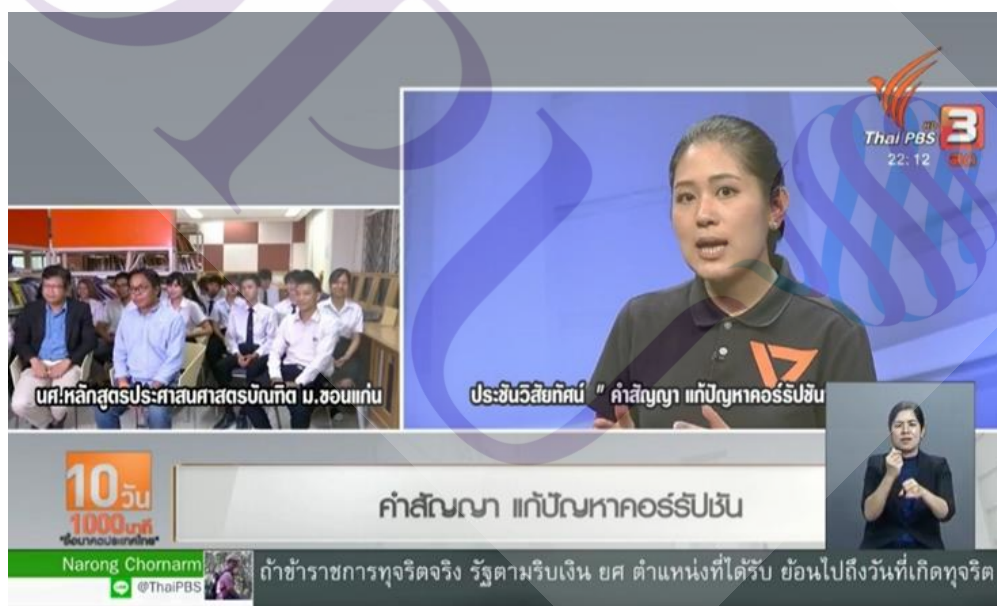 Thai PBS 3
22:12
นศ.หลักสูตรประศาสนศาสตรบัณฑิต ม.ขอนแก่น
ประชันวิสัยทัศน์ " คำสัญญา แก้ปัญหาคอร์รัปชัน
10 วัน
1000 นาที
คำสัญญา แก้ปัญหาคอร์รัปชัน
Narong Chomarm
@ThaiPBS
ถ้าข้าราชการทุจริตจริง รัฐตามริบเงิน ยศ ตำแหน่งที่ได้รับ ย้อนไปถึงวันที่เกิดทุจริต